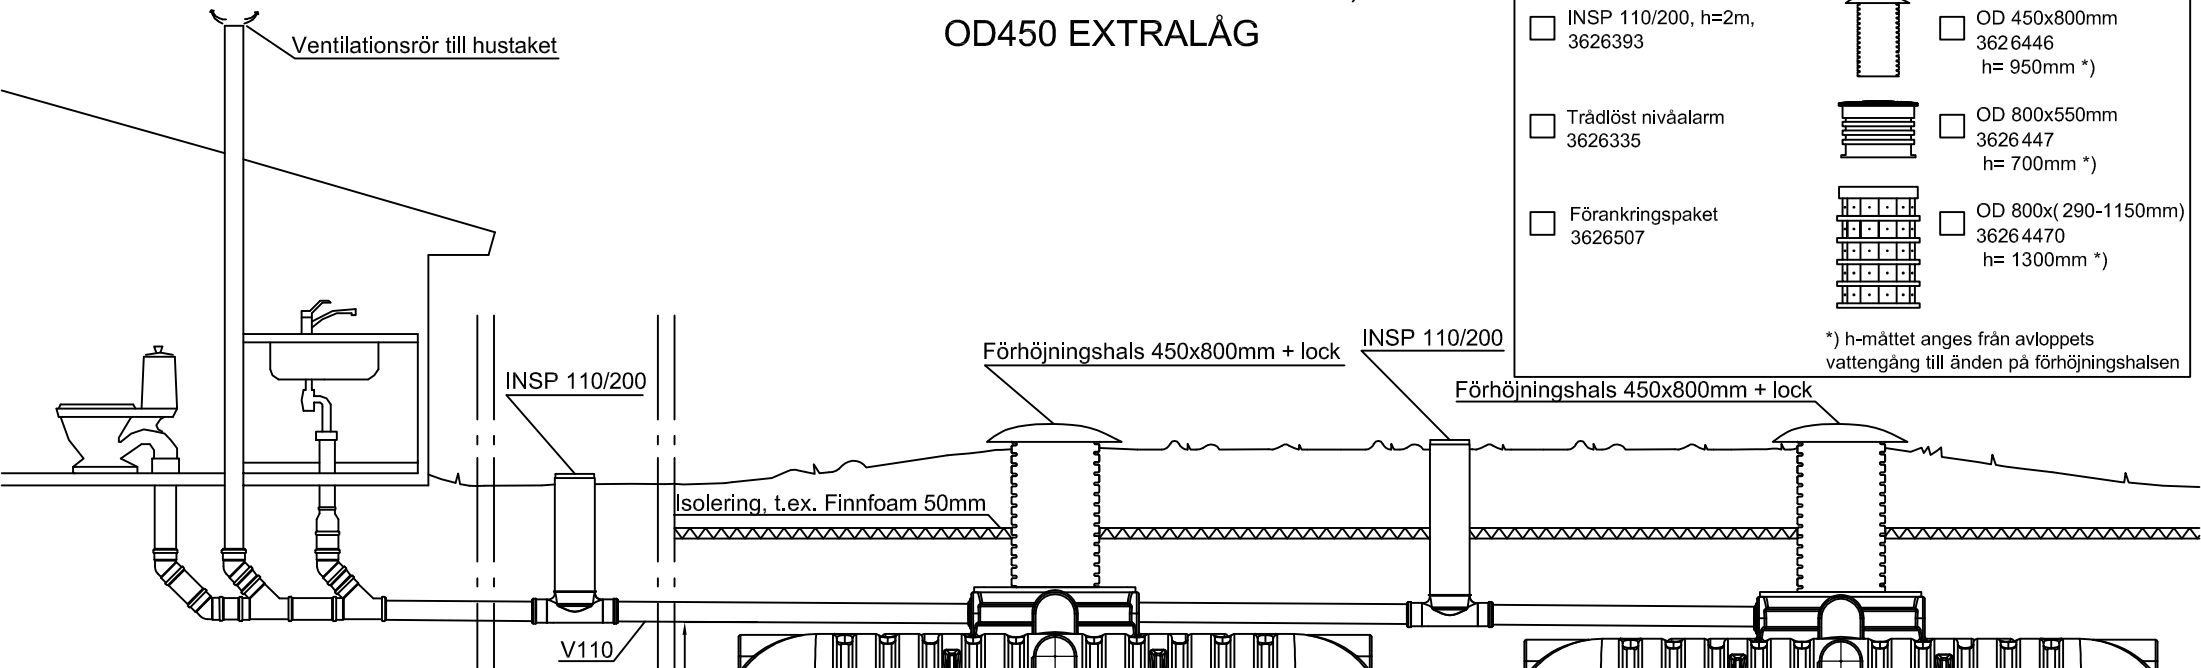 OD450 EXTRALÅG
Ventilationsrör till hustaket
INSP 110/200, h=2m,
3626393
OD 450x800mm
3626446
h= 950mm *)
Trådlöst nivåalarm
3626335
OD 800x550mm
3626447
h= 700mm *)
Förankringspaket
3626507
OD 800x( 290-1150mm)
36264470
h= 1300mm *)
*) h-måttet anges från avloppets
vattengång till änden på förhöjningshalsen
INSP 110/200
Förhöjningshals 450x800mm + lock
INSP 110/200
Förhöjningshals 450x800mm + lock
Isolering, t.ex. Finnfoam 50mm
V110